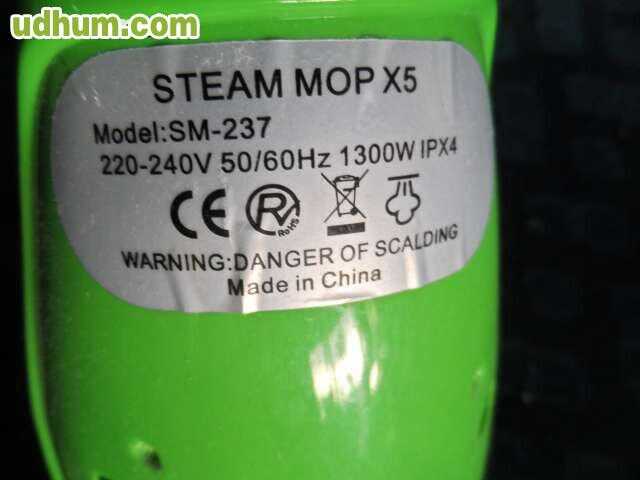 udhum.com
STEAM MOP X5
Model:SM-237
220-240V 50/60Hz 1300W IPX4
CE R RoHS
WARNING:DANGER OF SCALDING
Made in China